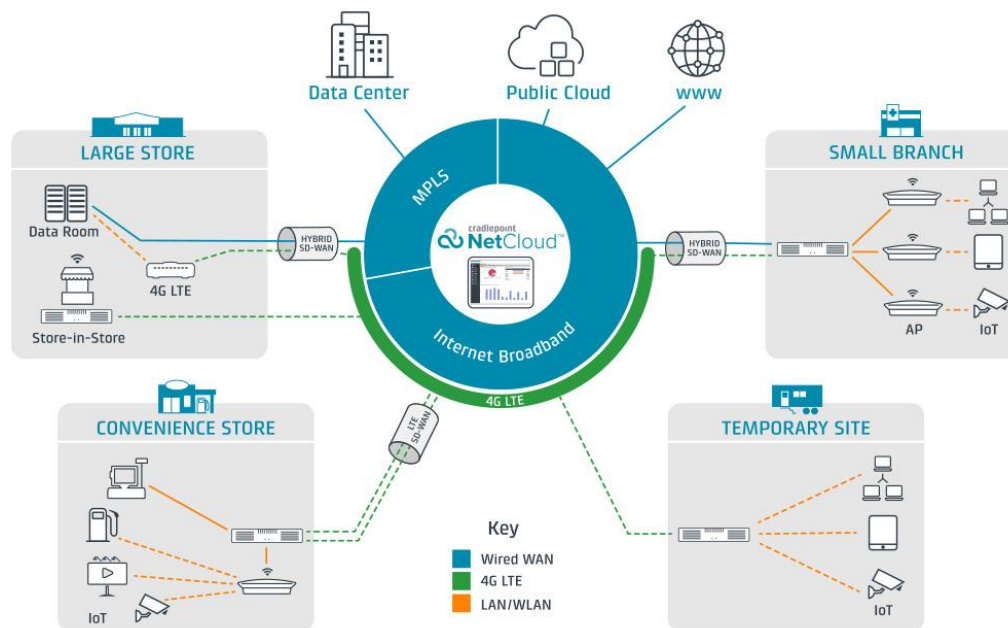 Data Center
Public Cloud
www
LARGE STORE
Data Room
4G LTE
Store-in-Store
HYBRID
SD-WAN
MPLS
cradlepoint
NetCloud™
Internet Broadband
4G LTE
HYBRID
SD-WAN
SMALL BRANCH
AP
IoT
CONVENIENCE STORE
IoT
LTE
SD-WAN
TEMPORARY SITE
IoT
Key
Wired WAN
4G LTE
LAN/WLAN